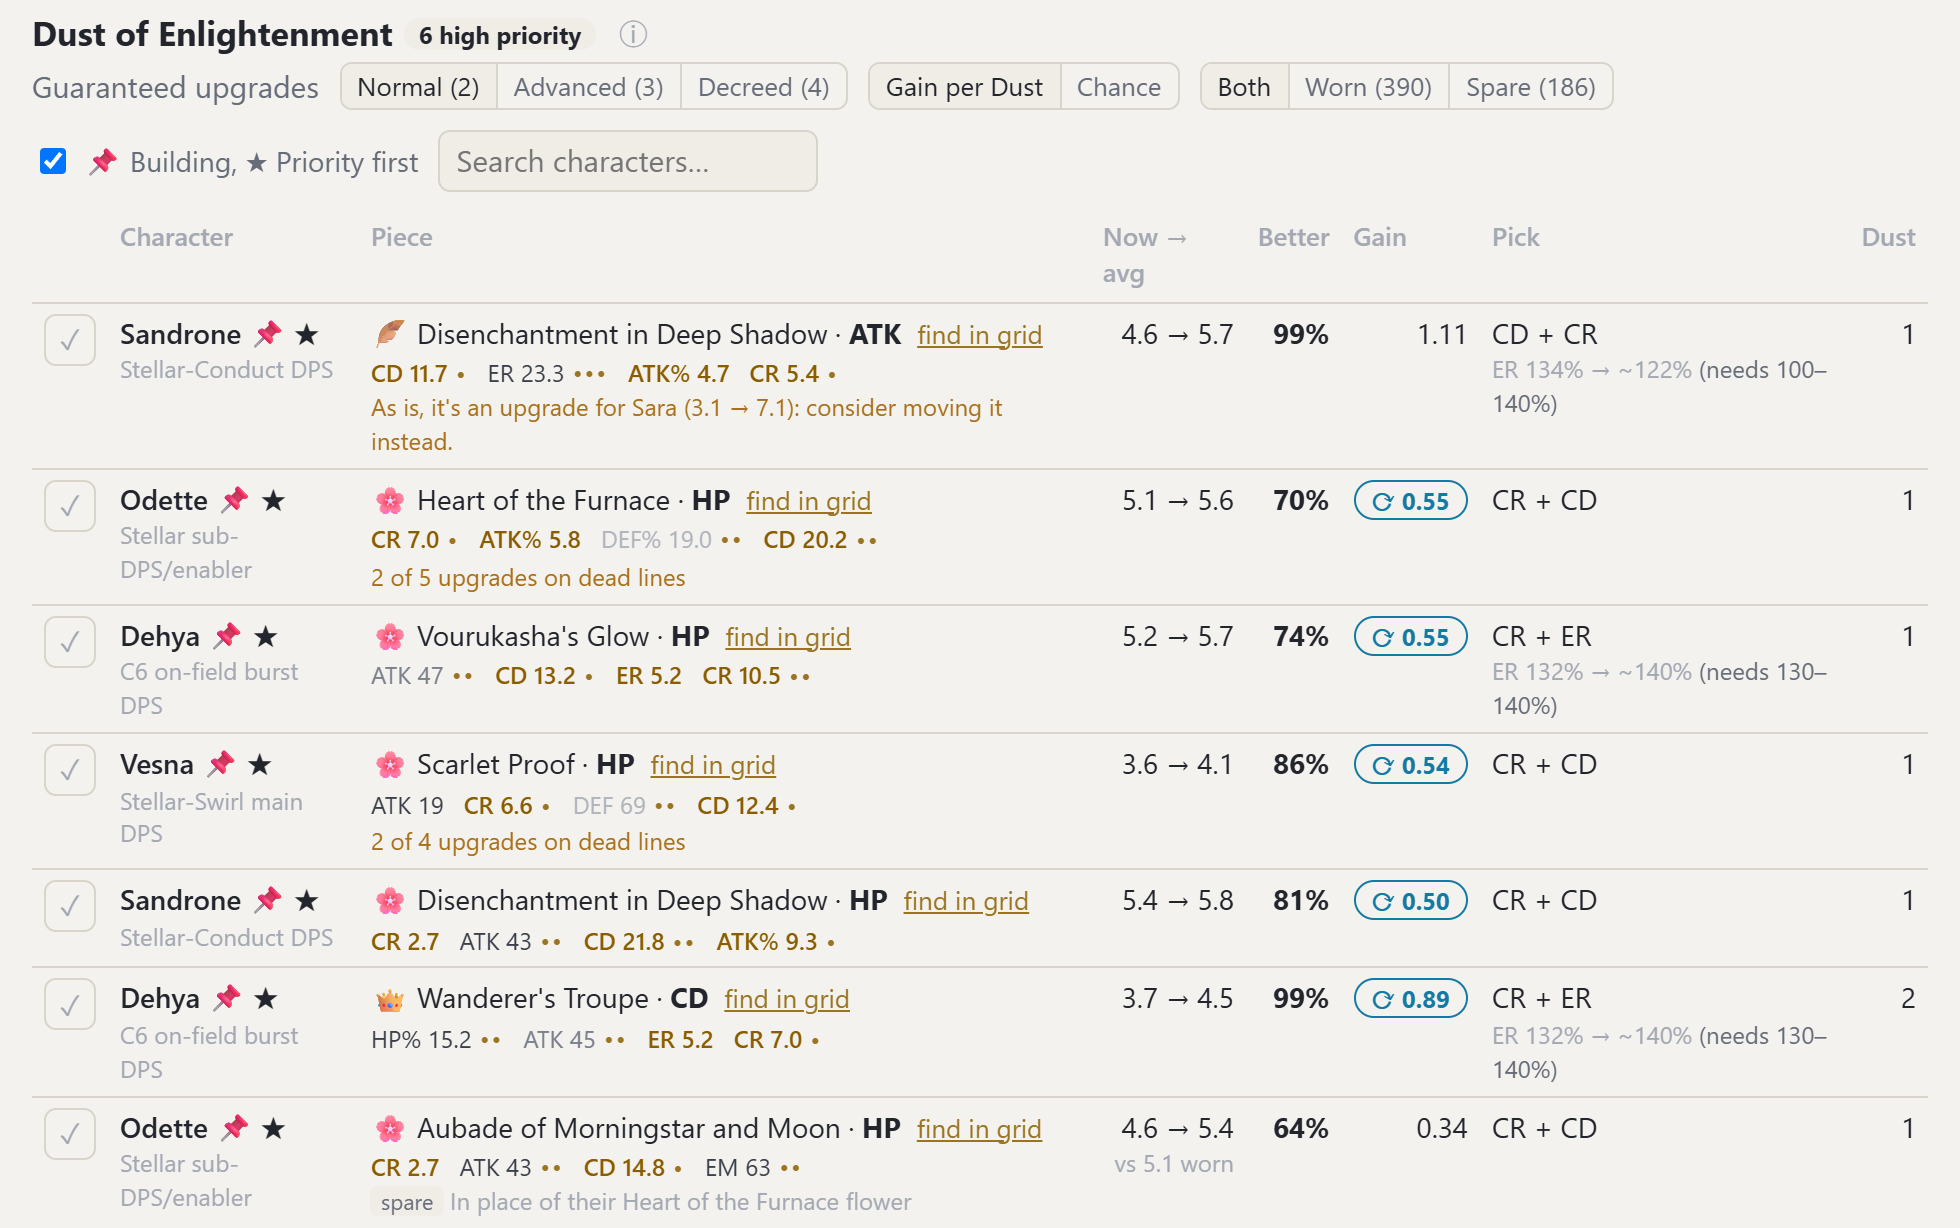 Dust of Enlightenment 6 high priority ⓘ
Guaranteed upgrades Normal (2) Advanced (3) Decreed (4) Gain per Dust Chance Both Worn (390) Spare (186)
📌 Building, ★ Priority first Search characters...
Character Piece Now → avg Better Gain Pick Dust
Sandrone 📌 ★ Disenchantment in Deep Shadow · ATK find in grid 4.6 → 5.7 99% 1.11 CD + CR 1
Stellar-Conduct DPS CD 11.7 • ER 23.3 ••• ATK% 4.7 CR 5.4 • ER 134% → ~122% (needs 100–
As is, it's an upgrade for Sara (3.1 → 7.1): consider moving it 140%)
instead.
Odette 📌 ★ Heart of the Furnace · HP find in grid 5.1 → 5.6 70% ⟳ 0.55 CR + CD 1
Stellar sub- CR 7.0 • ATK% 5.8 DEF% 19.0 •• CD 20.2 ••
DPS/enabler 2 of 5 upgrades on dead lines
Dehya 📌 ★ Vourukasha's Glow · HP find in grid 5.2 → 5.7 74% ⟳ 0.55 CR + ER 1
C6 on-field burst ATK 47 •• CD 13.2 • ER 5.2 CR 10.5 •• ER 132% → ~140% (needs 130–
DPS 140%)
Vesna 📌 ★ Scarlet Proof · HP find in grid 3.6 → 4.1 86% ⟳ 0.54 CR + CD 1
Stellar-Swirl main ATK 19 CR 6.6 • DEF 69 •• CD 12.4 •
DPS 2 of 4 upgrades on dead lines
Sandrone 📌 ★ Disenchantment in Deep Shadow · HP find in grid 5.4 → 5.8 81% ⟳ 0.50 CR + CD 1
Stellar-Conduct DPS CR 2.7 ATK 43 •• CD 21.8 •• ATK% 9.3 •
Dehya 📌 ★ Wanderer's Troupe · CD find in grid 3.7 → 4.5 99% ⟳ 0.89 CR + ER 2
C6 on-field burst HP% 15.2 •• ATK 45 •• ER 5.2 CR 7.0 • ER 132% → ~140% (needs 130–
DPS 140%)
Odette 📌 ★ Aubade of Morningstar and Moon · HP find in grid 4.6 → 5.4 64% 0.34 CR + CD 1
Stellar sub- CR 2.7 ATK 43 •• CD 14.8 • EM 63 •• vs 5.1 worn
DPS/enabler spare In place of their Heart of the Furnace flower